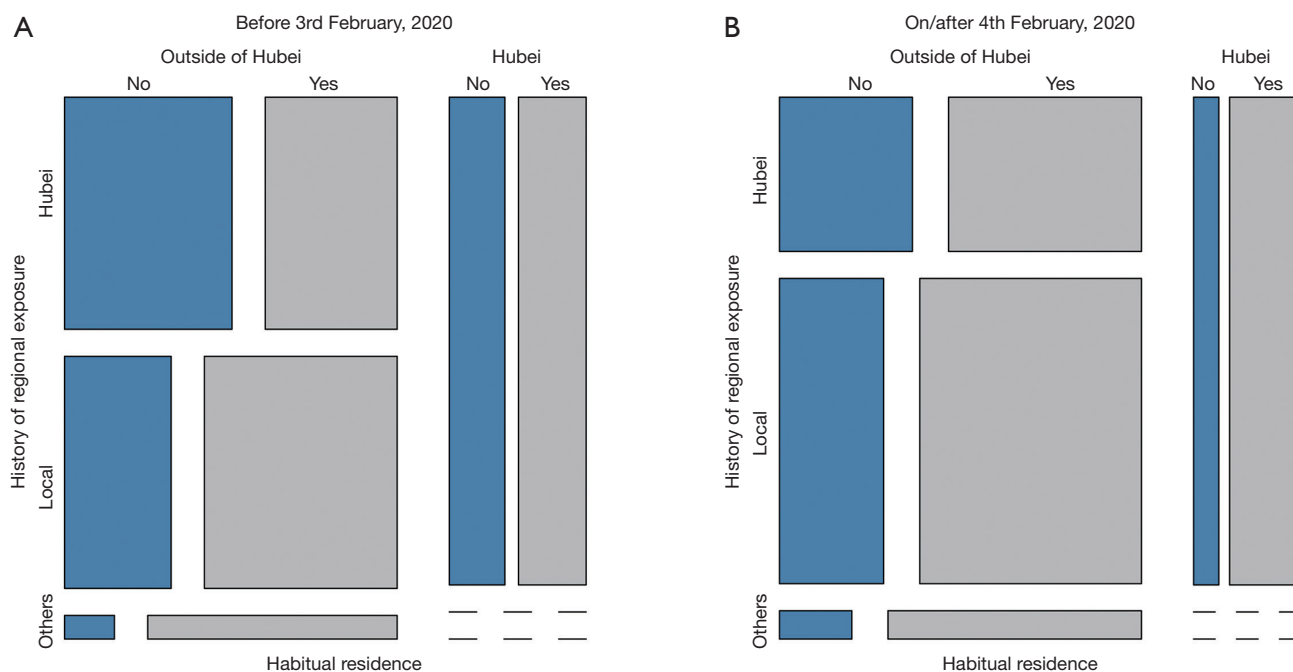 A
Before 3rd February, 2020
Outside of Hubei
Hubei
No
Yes
No
Yes
History of regional exposure
Hubei
Local
Others
Habitual residence
B
On/after 4th February, 2020
Outside of Hubei
Hubei
No
Yes
No
Yes
History of regional exposure
Hubei
Local
Others
Habitual residence